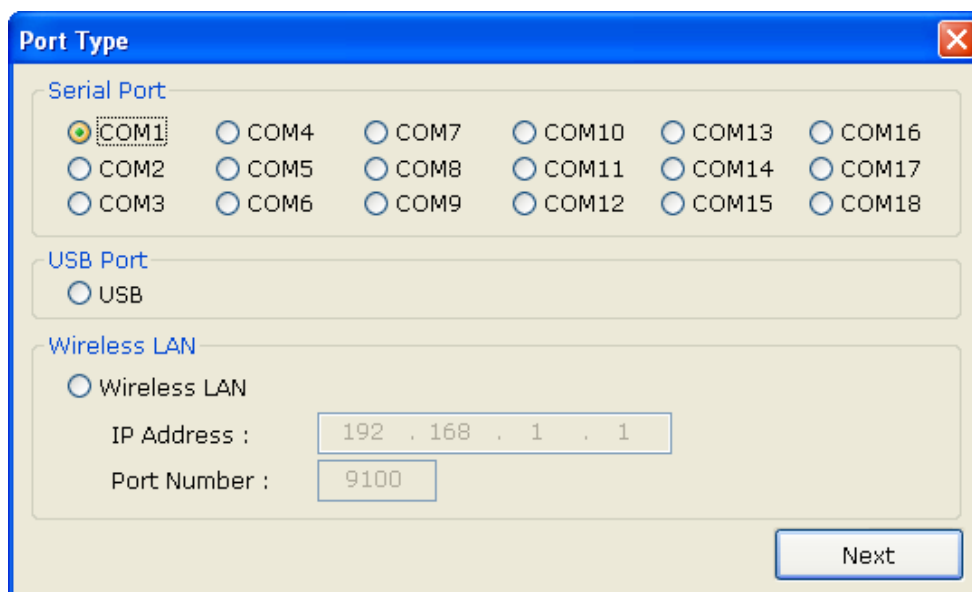 Port Type
Serial Port
COM1 COM4 COM7 COM10 COM13 COM16
COM2 COM5 COM8 COM11 COM14 COM17
COM3 COM6 COM9 COM12 COM15 COM18
USB Port
USB
Wireless LAN
Wireless LAN
IP Address : 192 . 168 . 1 . 1
Port Number : 9100
Next